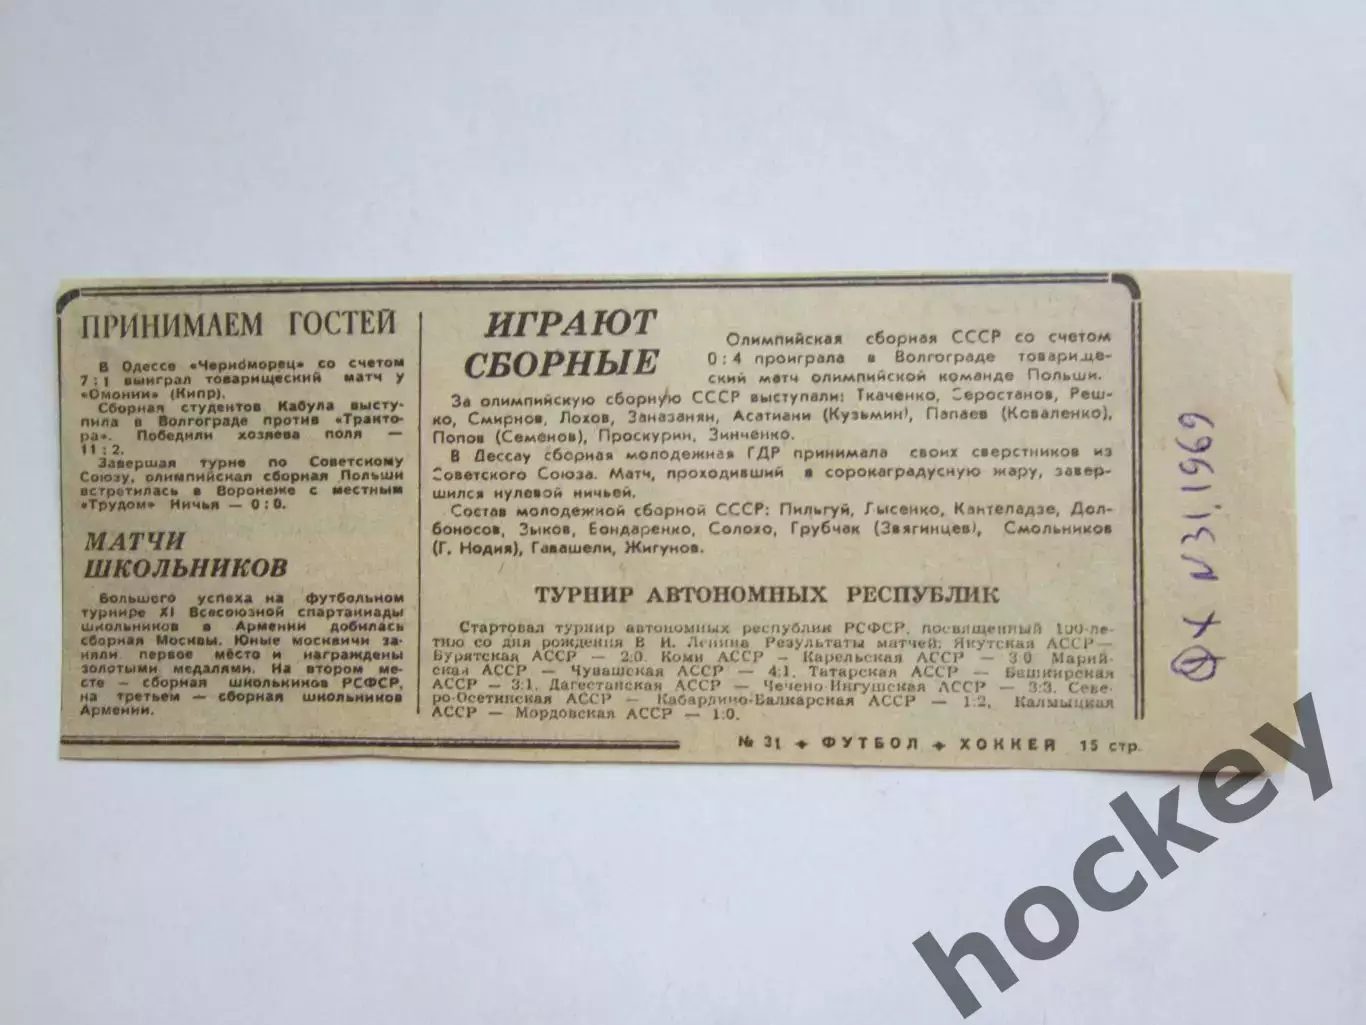 ПРИНИМАЕМ ГОСТЕЙ
В Одессе «Черноморец» со счетом
7:1 выиграл товарищеский матч у
«Омонии» (Кипр).
Сборная студентов Кабула высту-
пила в Волгограде против «Тракто-
ра». Победили хозяева поля —
11:2.
Завершая турне по Советскому
Союзу, олимпийская сборная Польши
встретилась в Воронеже с местным
«Трудом» Ничья — 0:0.
МАТЧИ
ШКОЛЬНИКОВ
Большого успеха на футбольном
турнире XI Всесоюзной спартакиады
школьников в Армении добилась
сборная Москвы. Юные москвичи за-
няли первое место и награждены
золотыми медалями. На втором ме-
сте — сборная школьников РСФСР,
на третьем — сборная школьников
Армении.
ИГРАЮТ
СБОРНЫЕ
Олимпийская сборная СССР со счетом
0:4 проиграла в Волгограде товарище-
ский матч олимпийской команде Польши.
За олимпийскую сборную СССР выступали: Ткаченко, Серостанов, Реш-
ко, Смирнов, Лохов, Заназанян, Асатиани (Кузьмин), Папаев (Коваленко),
Попов (Семенов), Проскурин, Зинченко.
В Дессау сборная молодежная ГДР принимала своих сверстников из
Советского Союза. Матч, проходивший в сорокаградусную жару, завер-
шился нулевой ничьей.
Состав молодежной сборной СССР: Пильгуй, Лысенко, Кантеладзе, Дол-
боносов, Зыков, Бондаренко, Солохо, Грубчак (Звягинцев), Смольников
(Г. Нодия), Гавашели, Жигунов.
ТУРНИР АВТОНОМНЫХ РЕСПУБЛИК
Стартовал турнир автономных республик РСФСР, посвященный 100-ле-
тию со дня рождения В И. Ленина Результаты матчей: Якутская АССР—
Бурятская АССР — 2:0. Коми АССР — Карельская АССР — 3:0 Марий-
ская АССР — Чувашская АССР — 4:1. Татарская АССР — Башкирская
АССР — 3:1. Дагестанская АССР — Чечено-Ингушская АССР — 3:3. Севе-
ро-Осетинская АССР — Кабардино-Балкарская АССР — 1:2, Калмыцкая
АССР — Мордовская АССР — 1:0.
№ 31 ФУТБОЛ ХОККЕЙ 15 стр.
ФХ N31.1969
hockey